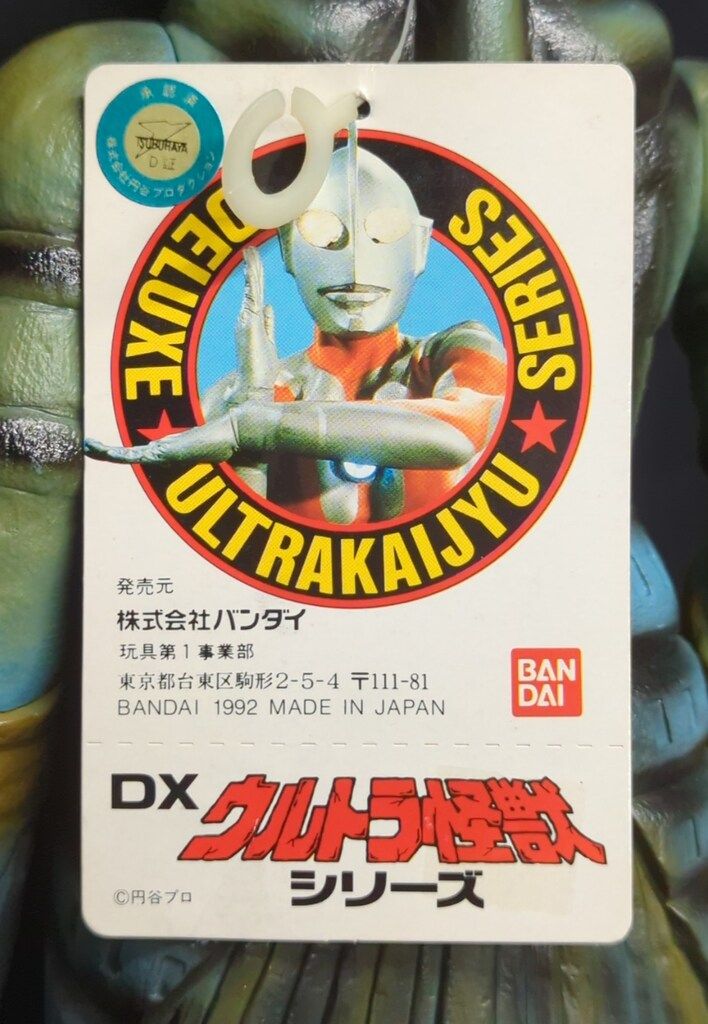 承認済
TSUBURAYA
株式会社円谷プロダクション
DELUXE
SERIES
★ ULTRAKAIJYU ★
発売元
株式会社バンダイ
玩具第1事業部
東京都台東区駒形2-5-4 〒111-81
BANDAI 1992 MADE IN JAPAN
BAN
DAI
DX
ウルトラ怪獣
シリーズ
©円谷プロ